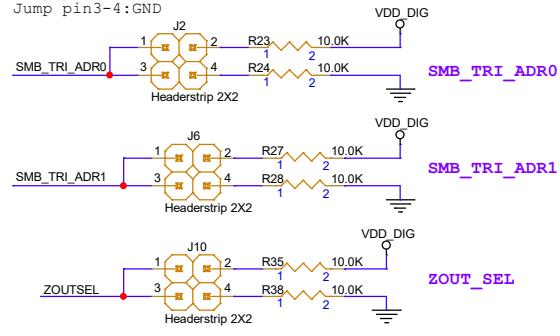 Jump pin3-4:GND
J2
VDD_DIG
1 2 R23 10.0K
1 2
SMB_TRI_ADR0 3 4 R24 10.0K SMB_TRI_ADR0
1 2
Headerstrip 2X2
J6
VDD_DIG
1 2 R27 10.0K
1 2
SMB_TRI_ADR1 3 4 R28 10.0K SMB_TRI_ADR1
1 2
Headerstrip 2X2
J10
VDD_DIG
1 2 R35 10.0K
1 2
ZOUTSEL 3 4 R38 10.0K ZOUT_SEL
1 2
Headerstrip 2X2